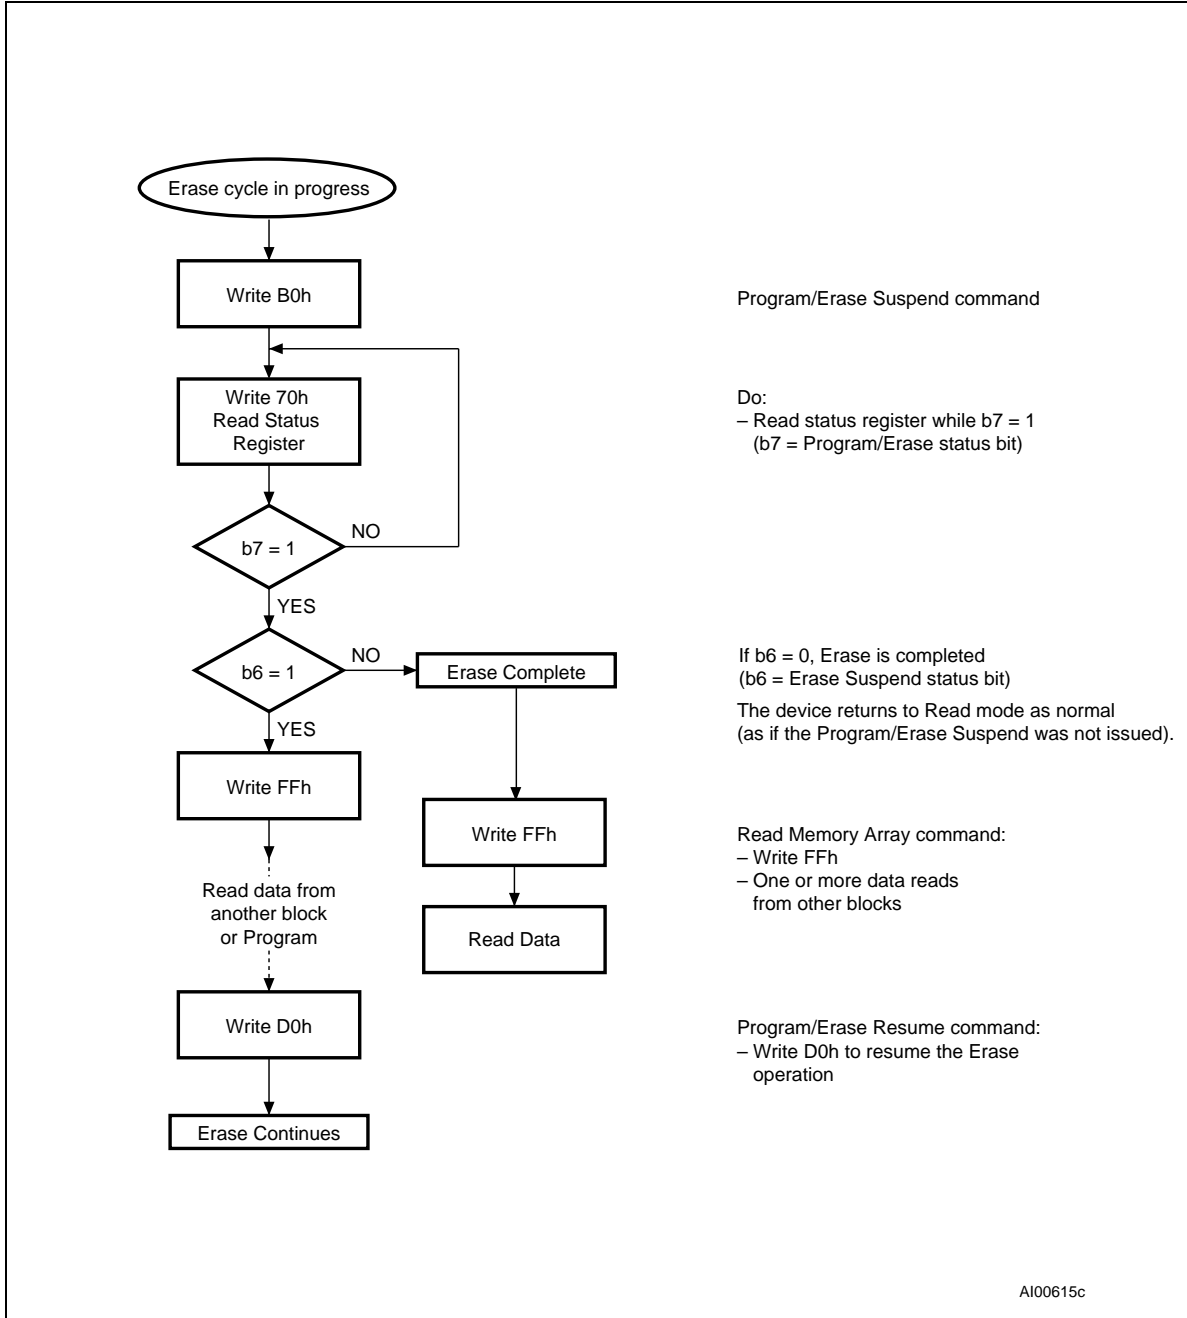 Erase cycle in progress
Write B0h
Program/Erase Suspend command
Write 70h
Read Status
Register
Do:
– Read status register while b7 = 1
(b7 = Program/Erase status bit)
b7 = 1
NO
YES
b6 = 1
NO
Erase Complete
If b6 = 0, Erase is completed
(b6 = Erase Suspend status bit)
The device returns to Read mode as normal
(as if the Program/Erase Suspend was not issued).
YES
Write FFh
Write FFh
Read Memory Array command:
– Write FFh
– One or more data reads
from other blocks
Read data from
another block
or Program
Read Data
Write D0h
Program/Erase Resume command:
– Write D0h to resume the Erase
operation
Erase Continues
AI00615c